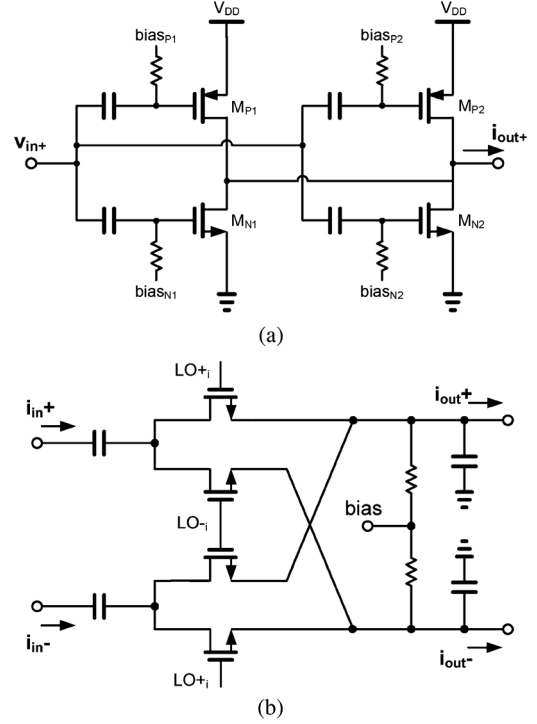 V_DD V_DD
bias_P1 bias_P2
M_P1 M_P2
v_in+ i_out+
M_N1 M_N2
bias_N1 bias_N2
(a)
LO+_i
i_in+ i_out+
LO-_i bias
i_in- i_out-
LO+_i
(b)